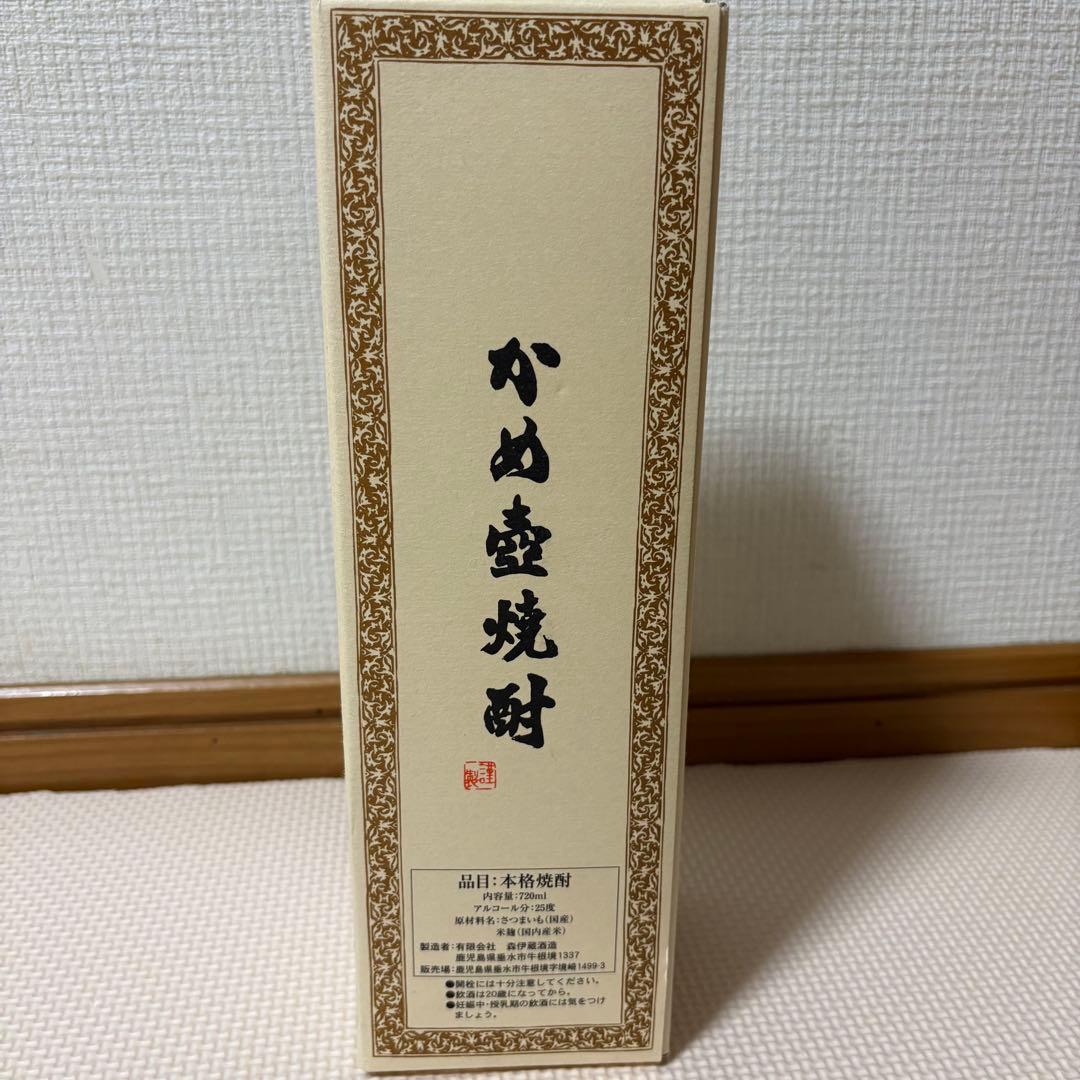 かめ壺焼酎
謹製
品目：本格焼酎
内容量：720ml
アルコール分：25度
原材料名：さつまいも（国産）
米麹（国内産米）
製造者：有限会社　森伊蔵酒造
鹿児島県垂水市牛根境1337
販売場：鹿児島県垂水市牛根境字境﨑1499-3
●開栓には十分注意してください。
●飲酒は20歳になってから。
●妊娠中・授乳期の飲酒には気をつけ
ましょう。